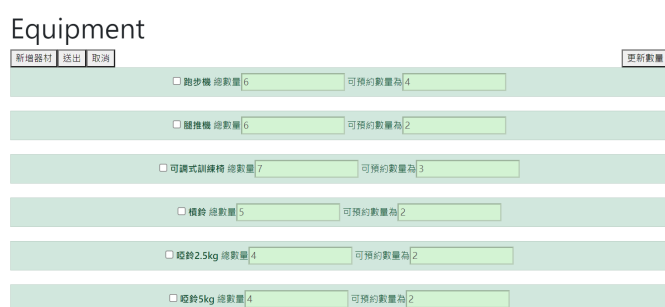 Equipment
新增器材 送出 取消 更新數量
跑步機 總數量 6 可預約數量為 4
腿推機 總數量 6 可預約數量為 2
可調式訓練椅 總數量 7 可預約數量為 3
槓鈴 總數量 5 可預約數量為 2
啞鈴2.5kg 總數量 4 可預約數量為 2
啞鈴5kg 總數量 4 可預約數量為 2